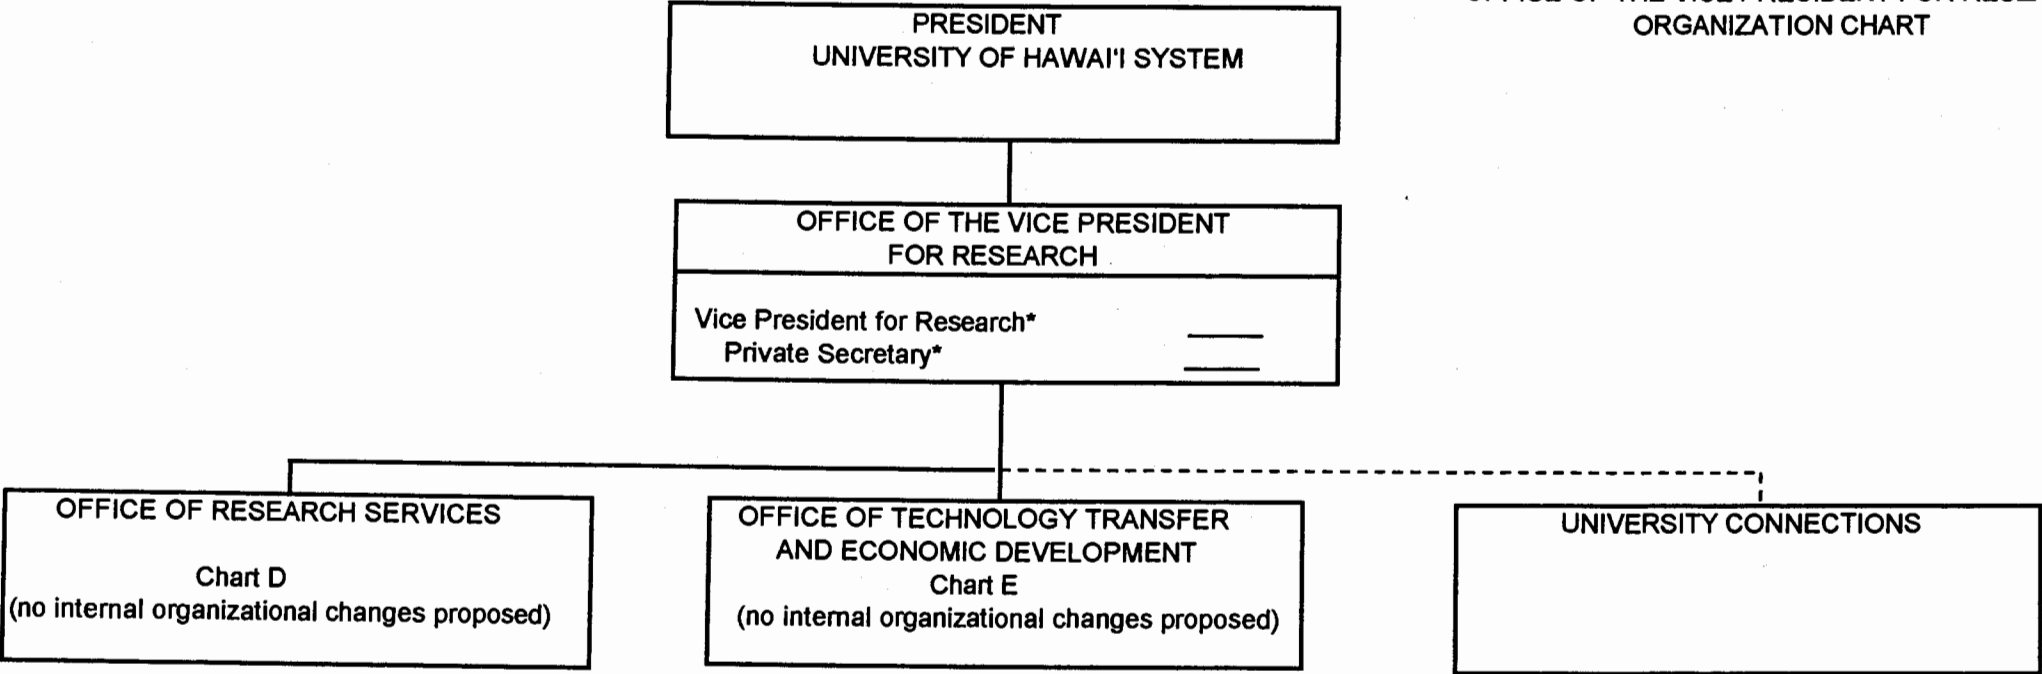 ORGANIZATION CHART
PRESIDENT
UNIVERSITY OF HAWAI'I SYSTEM
OFFICE OF THE VICE PRESIDENT
FOR RESEARCH
Vice President for Research*
Private Secretary*
OFFICE OF RESEARCH SERVICES
Chart D
(no internal organizational changes proposed)
OFFICE OF TECHNOLOGY TRANSFER
AND ECONOMIC DEVELOPMENT
Chart E
(no internal organizational changes proposed)
UNIVERSITY CONNECTIONS